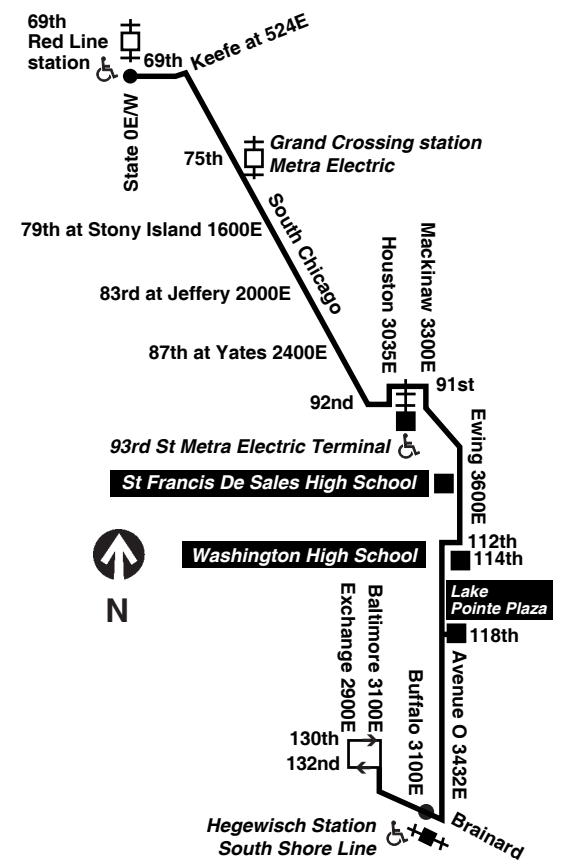 69th
Red Line
station
69th
Keefe at 524E
State 0E/W
Grand Crossing station
Metra Electric
75th
South Chicago
79th at Stony Island 1600E
83rd at Jeffery 2000E
87th at Yates 2400E
Houston 3035E
Mackinaw 3300E
91st
92nd
93rd St Metra Electric Terminal
Ewing 3600E
St Francis De Sales High School
112th
114th
Washington High School
N
Lake
Pointe Plaza
118th
Exchange 2900E
Baltimore 3100E
Buffalo 3100E
Avenue O 3432E
130th
132nd
Hegewisch Station
South Shore Line
Brainard